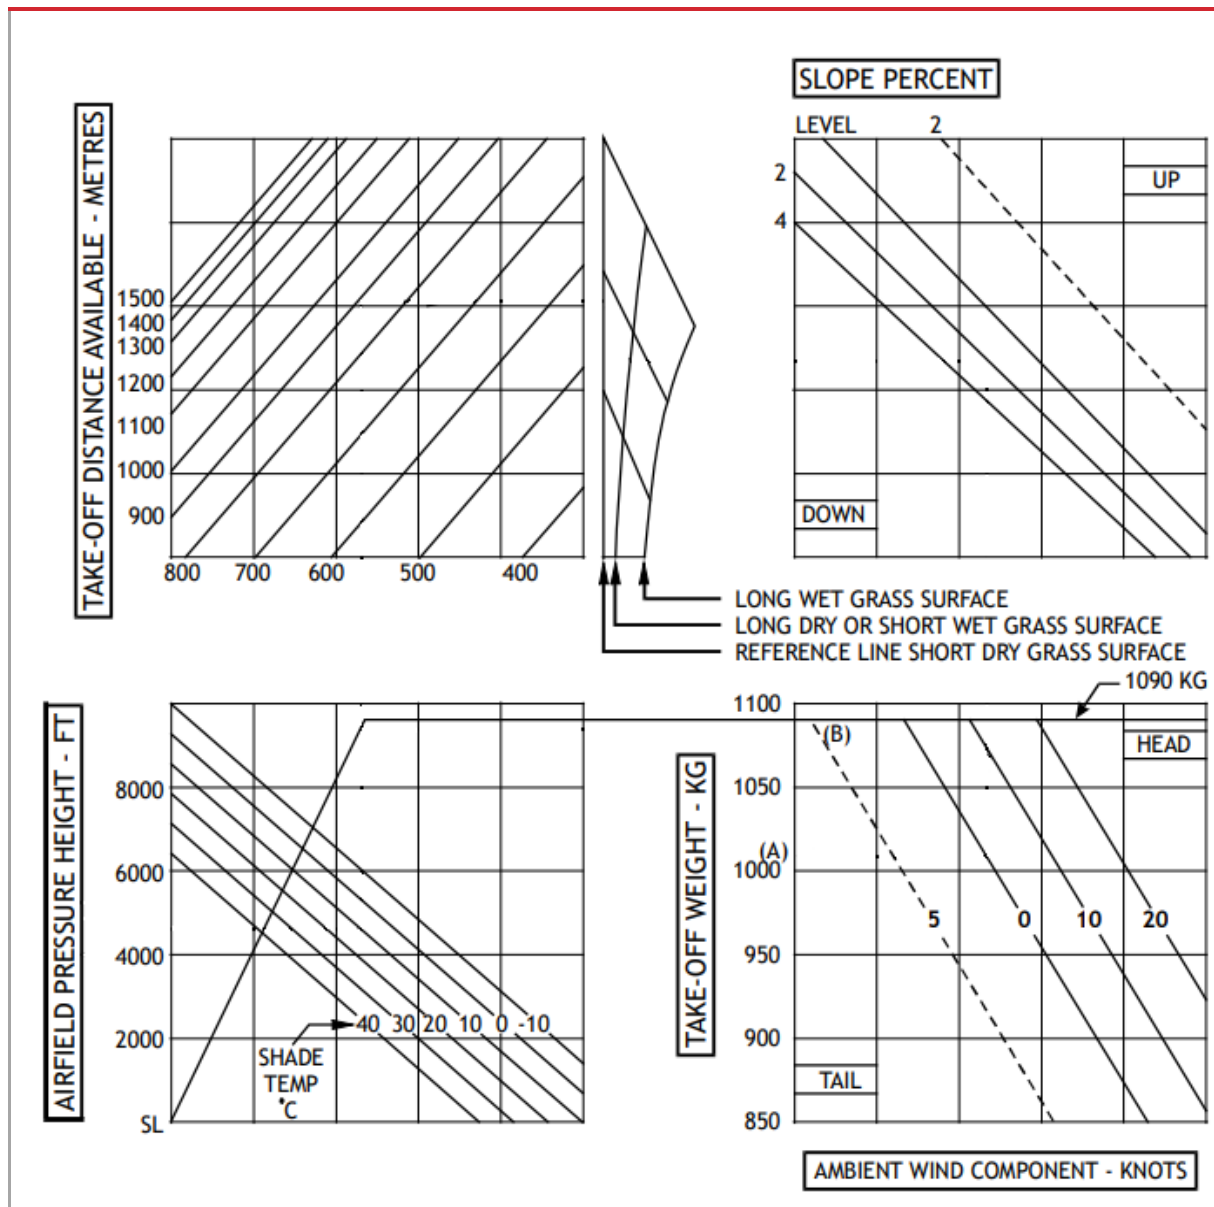 SLOPE PERCENT
TAKE-OFF DISTANCE AVAILABLE - METRES
LEVEL 2
2
4
UP
DOWN
1500
1400
1300
1200
1100
1000
900
800 700 600 500 400
LONG WET GRASS SURFACE
LONG DRY OR SHORT WET GRASS SURFACE
REFERENCE LINE SHORT DRY GRASS SURFACE
AIRFIELD PRESSURE HEIGHT - FT
8000
6000
4000
2000
SL
40 30 20 10 0 -10
SHADE
TEMP
°C
1090 KG
TAKE-OFF WEIGHT - KG
1100
1050
(A)
1000
950
900
850
(B)
HEAD
5 0 10 20
TAIL
AMBIENT WIND COMPONENT - KNOTS